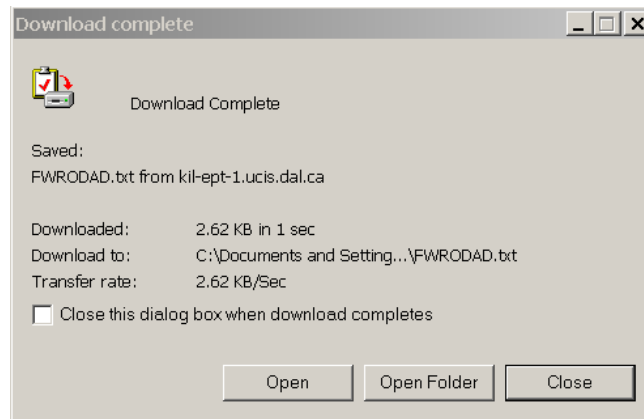 Download complete
Download Complete
Saved:
FWRODAD.txt from kil-ept-1.ucis.dal.ca
Downloaded: 2.62 KB in 1 sec
Download to: C:\Documents and Setting...\FWRODAD.txt
Transfer rate: 2.62 KB/Sec
Close this dialog box when download completes
Open Open Folder Close